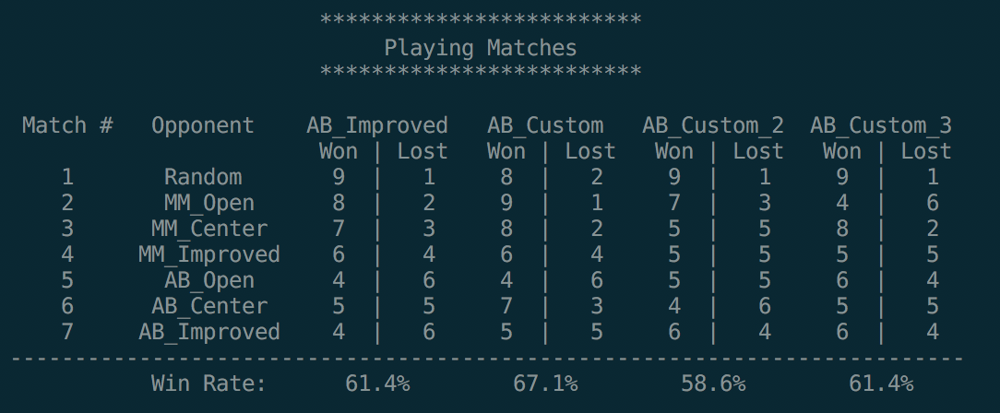 *************************
Playing Matches
*************************
Match # Opponent AB_Improved AB_Custom AB_Custom_2 AB_Custom_3
Won | Lost Won | Lost Won | Lost Won | Lost
1 Random 9 | 1 8 | 2 9 | 1 9 | 1
2 MM_Open 8 | 2 9 | 1 7 | 3 4 | 6
3 MM_Center 7 | 3 8 | 2 5 | 5 8 | 2
4 MM_Improved 6 | 4 6 | 4 5 | 5 5 | 5
5 AB_Open 4 | 6 4 | 6 5 | 5 6 | 4
6 AB_Center 5 | 5 7 | 3 4 | 6 5 | 5
7 AB_Improved 4 | 6 5 | 5 6 | 4 6 | 4
--------------------------------------------------------------------------
Win Rate: 61.4% 67.1% 58.6% 61.4%